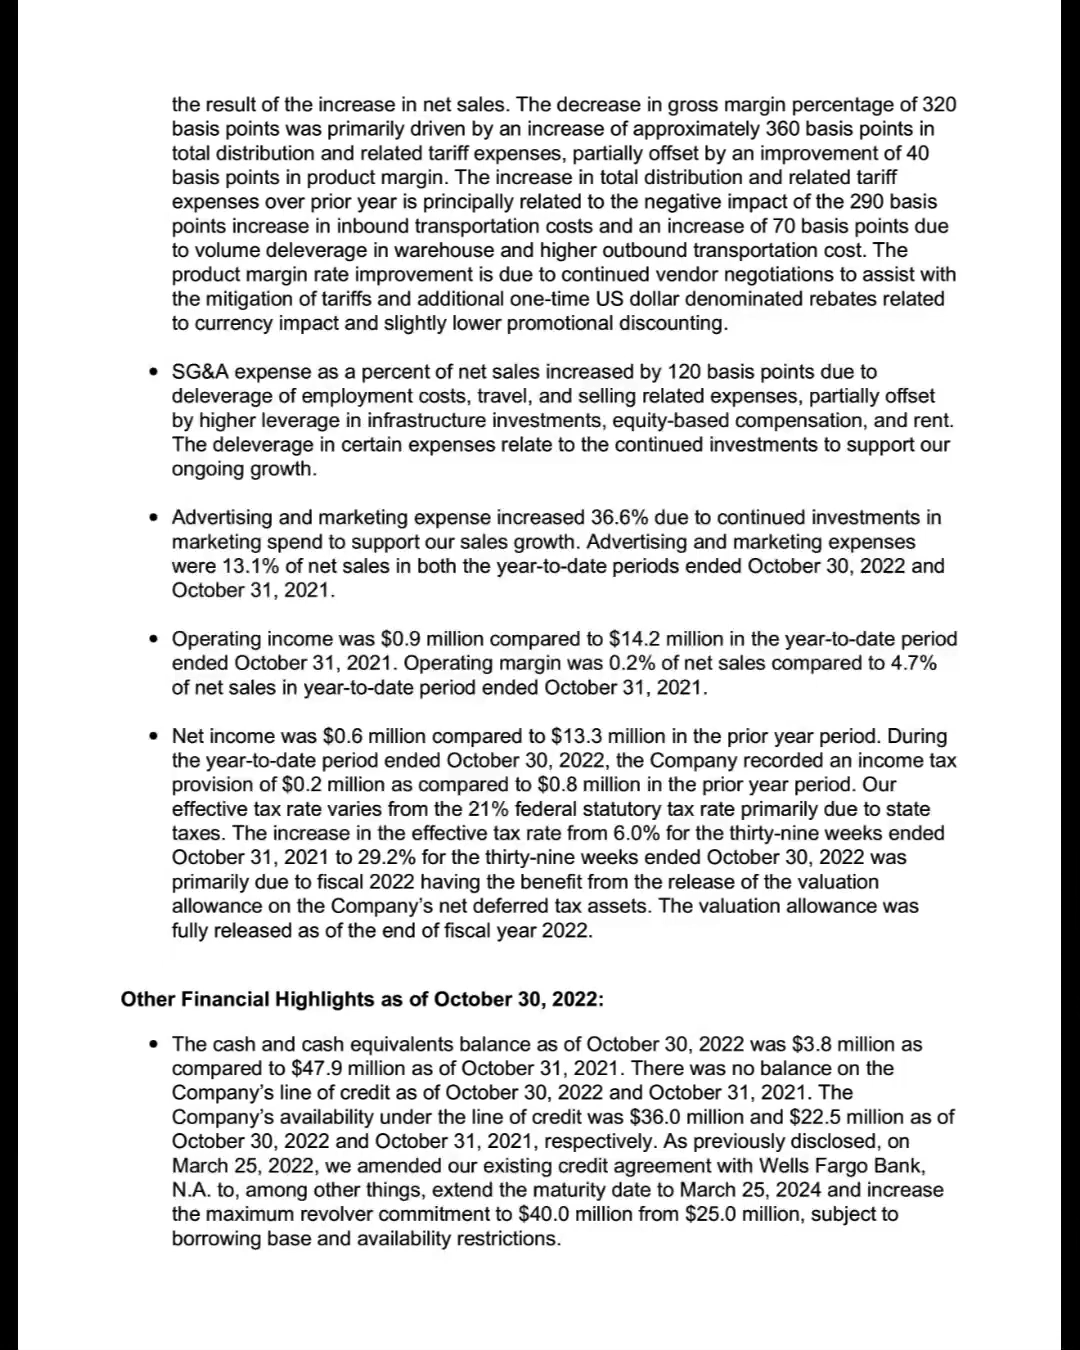 the result of the increase in net sales. The decrease in gross margin percentage of 320
basis points was primarily driven by an increase of approximately 360 basis points in
total distribution and related tariff expenses, partially offset by an improvement of 40
basis points in product margin. The increase in total distribution and related tariff
expenses over prior year is principally related to the negative impact of the 290 basis
points increase in inbound transportation costs and an increase of 70 basis points due
to volume deleverage in warehouse and higher outbound transportation cost. The
product margin rate improvement is due to continued vendor negotiations to assist with
the mitigation of tariffs and additional one-time US dollar denominated rebates related
to currency impact and slightly lower promotional discounting.
• SG&A expense as a percent of net sales increased by 120 basis points due to
deleverage of employment costs, travel, and selling related expenses, partially offset
by higher leverage in infrastructure investments, equity-based compensation, and rent.
The deleverage in certain expenses relate to the continued investments to support our
ongoing growth.
• Advertising and marketing expense increased 36.6% due to continued investments in
marketing spend to support our sales growth. Advertising and marketing expenses
were 13.1% of net sales in both the year-to-date periods ended October 30, 2022 and
October 31, 2021.
• Operating income was $0.9 million compared to $14.2 million in the year-to-date period
ended October 31, 2021. Operating margin was 0.2% of net sales compared to 4.7%
of net sales in year-to-date period ended October 31, 2021.
• Net income was $0.6 million compared to $13.3 million in the prior year period. During
the year-to-date period ended October 30, 2022, the Company recorded an income tax
provision of $0.2 million as compared to $0.8 million in the prior year period. Our
effective tax rate varies from the 21% federal statutory tax rate primarily due to state
taxes. The increase in the effective tax rate from 6.0% for the thirty-nine weeks ended
October 31, 2021 to 29.2% for the thirty-nine weeks ended October 30, 2022 was
primarily due to fiscal 2022 having the benefit from the release of the valuation
allowance on the Company's net deferred tax assets. The valuation allowance was
fully released as of the end of fiscal year 2022.
Other Financial Highlights as of October 30, 2022:
• The cash and cash equivalents balance as of October 30, 2022 was $3.8 million as
compared to $47.9 million as of October 31, 2021. There was no balance on the
Company's line of credit as of October 30, 2022 and October 31, 2021. The
Company's availability under the line of credit was $36.0 million and $22.5 million as of
October 30, 2022 and October 31, 2021, respectively. As previously disclosed, on
March 25, 2022, we amended our existing credit agreement with Wells Fargo Bank,
N.A. to, among other things, extend the maturity date to March 25, 2024 and increase
the maximum revolver commitment to $40.0 million from $25.0 million, subject to
borrowing base and availability restrictions.